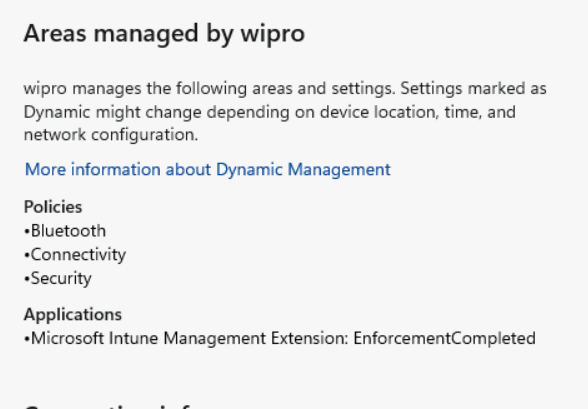 Areas managed by wipro
wipro manages the following areas and settings. Settings marked as
Dynamic might change depending on device location, time, and
network configuration.
More information about Dynamic Management
Policies
•Bluetooth
•Connectivity
•Security
Applications
•Microsoft Intune Management Extension: EnforcementCompleted